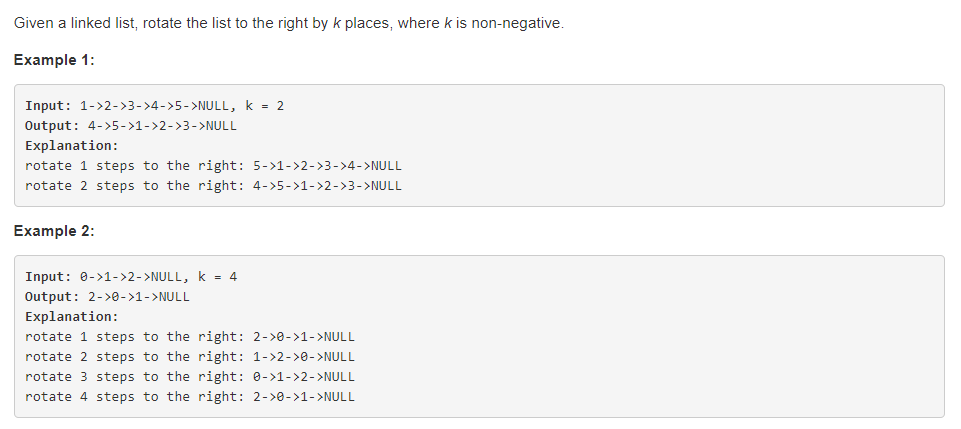 Given a linked list, rotate the list to the right by k places, where k is non-negative.
Example 1:
Input: 1->2->3->4->5->NULL, k = 2
Output: 4->5->1->2->3->NULL
Explanation:
rotate 1 steps to the right: 5->1->2->3->4->NULL
rotate 2 steps to the right: 4->5->1->2->3->NULL
Example 2:
Input: 0->1->2->NULL, k = 4
Output: 2->0->1->NULL
Explanation:
rotate 1 steps to the right: 2->0->1->NULL
rotate 2 steps to the right: 1->2->0->NULL
rotate 3 steps to the right: 0->1->2->NULL
rotate 4 steps to the right: 2->0->1->NULL